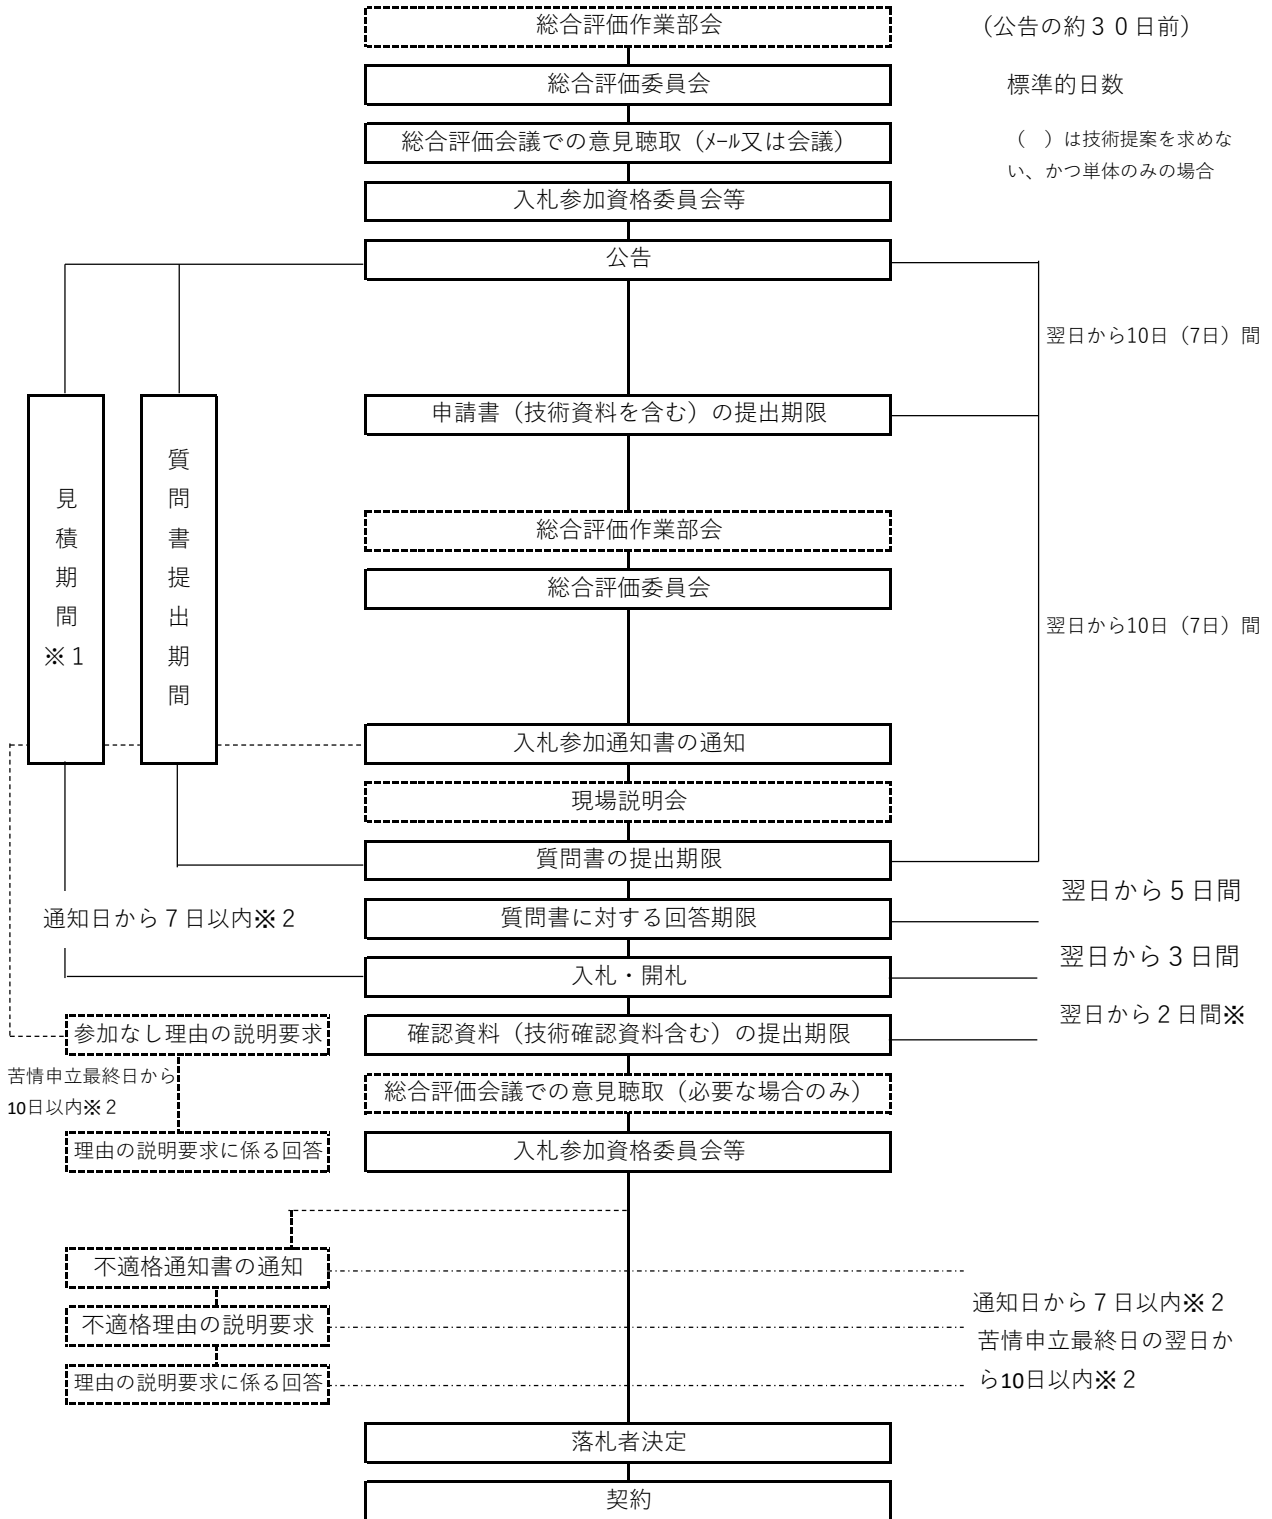 総合評価作業部会
（公告の約３０日前）
総合評価委員会
標準的日数
総合評価会議での意見聴取（ﾒｰﾙ又は会議）
（　）は技術提案を求めな
い、かつ単体のみの場合
入札参加資格委員会等
公告
翌日から10日（7日）間
申請書（技術資料を含む）の提出期限
見積期間※１
質問書提出期間
総合評価作業部会
総合評価委員会
翌日から10日（7日）間
入札参加通知書の通知
現場説明会
質問書の提出期限
翌日から５日間
通知日から７日以内※２
質問書に対する回答期限
翌日から３日間
入札・開札
翌日から２日間※
参加なし理由の説明要求
確認資料（技術確認資料含む）の提出期限
苦情申立最終日から
10日以内※２
総合評価会議での意見聴取（必要な場合のみ）
理由の説明要求に係る回答
入札参加資格委員会等
不適格通知書の通知
通知日から７日以内※２
不適格理由の説明要求
苦情申立最終日の翌日か
ら10日以内※２
理由の説明要求に係る回答
落札者決定
契約